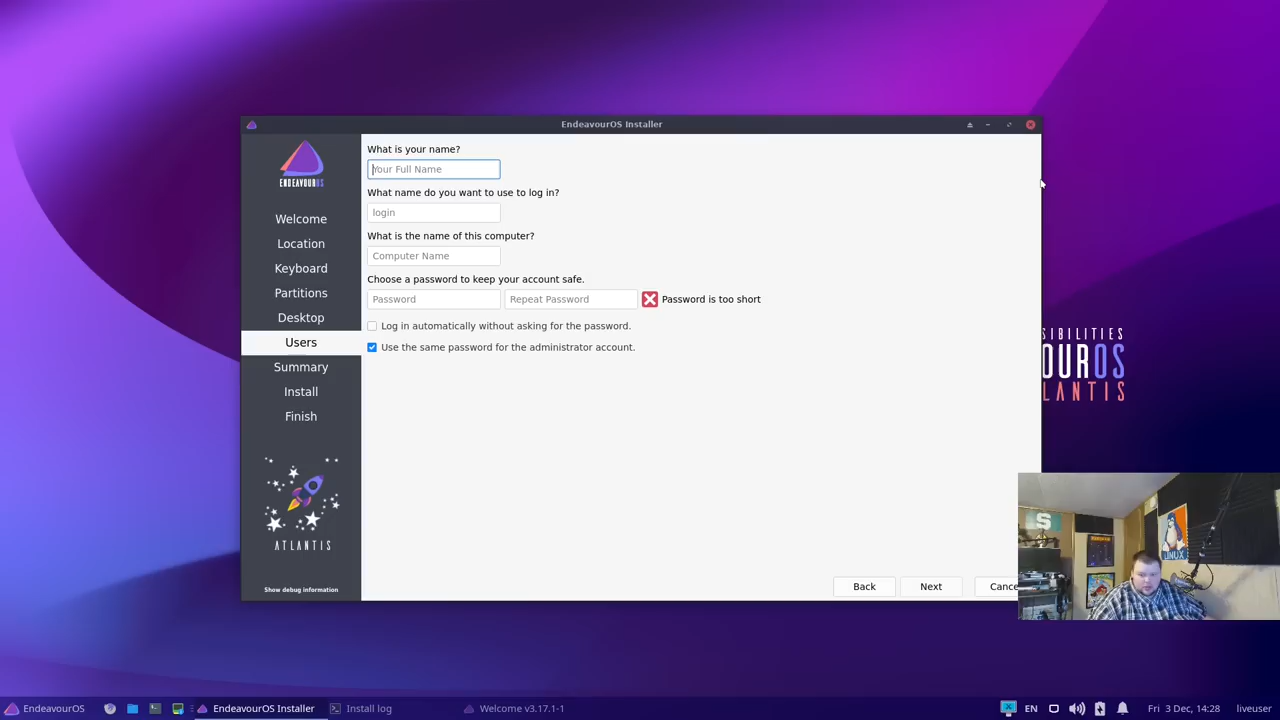 EndeavourOS Installer
ENDEAVOUROS
Welcome
Location
Keyboard
Partitions
Desktop
Users
Summary
Install
Finish
ATLANTIS
Show debug information
What is your name?
Your Full Name
What name do you want to use to log in?
login
What is the name of this computer?
Computer Name
Choose a password to keep your account safe.
Password
Repeat Password
Password is too short
Log in automatically without asking for the password.
Use the same password for the administrator account.
Back
Next
Cance
SIBILITIES
OUROS
LANTIS
S
LINUX
EndeavourOS
EndeavourOS Installer
Install log
Welcome v3.17.1-1
EN
Fri 3 Dec, 14:28
liveuser